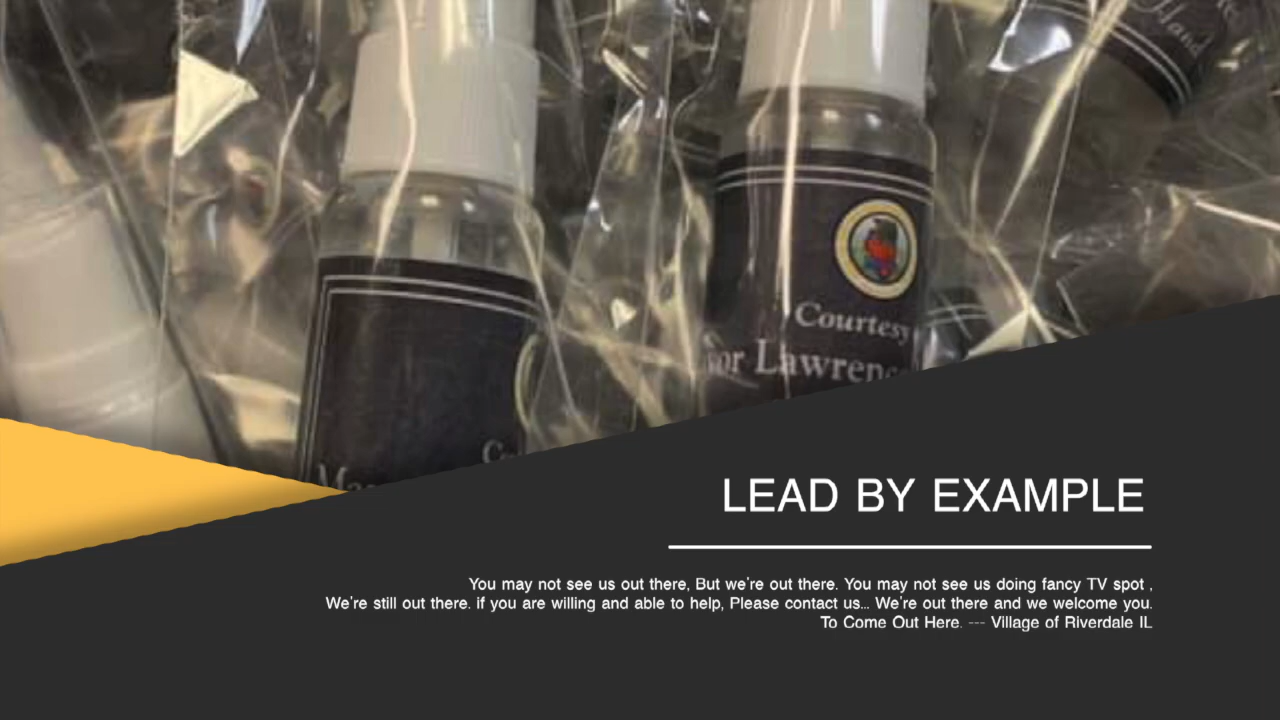 Hand
Courtesy
or Lawren
LEAD BY EXAMPLE
You may not see us out there, But we're out there. You may not see us doing fancy TV spot ,
We're still out there. if you are willing and able to help, Please contact us... We're out there and we welcome you.
To Come Out Here. --- Village of Riverdale IL